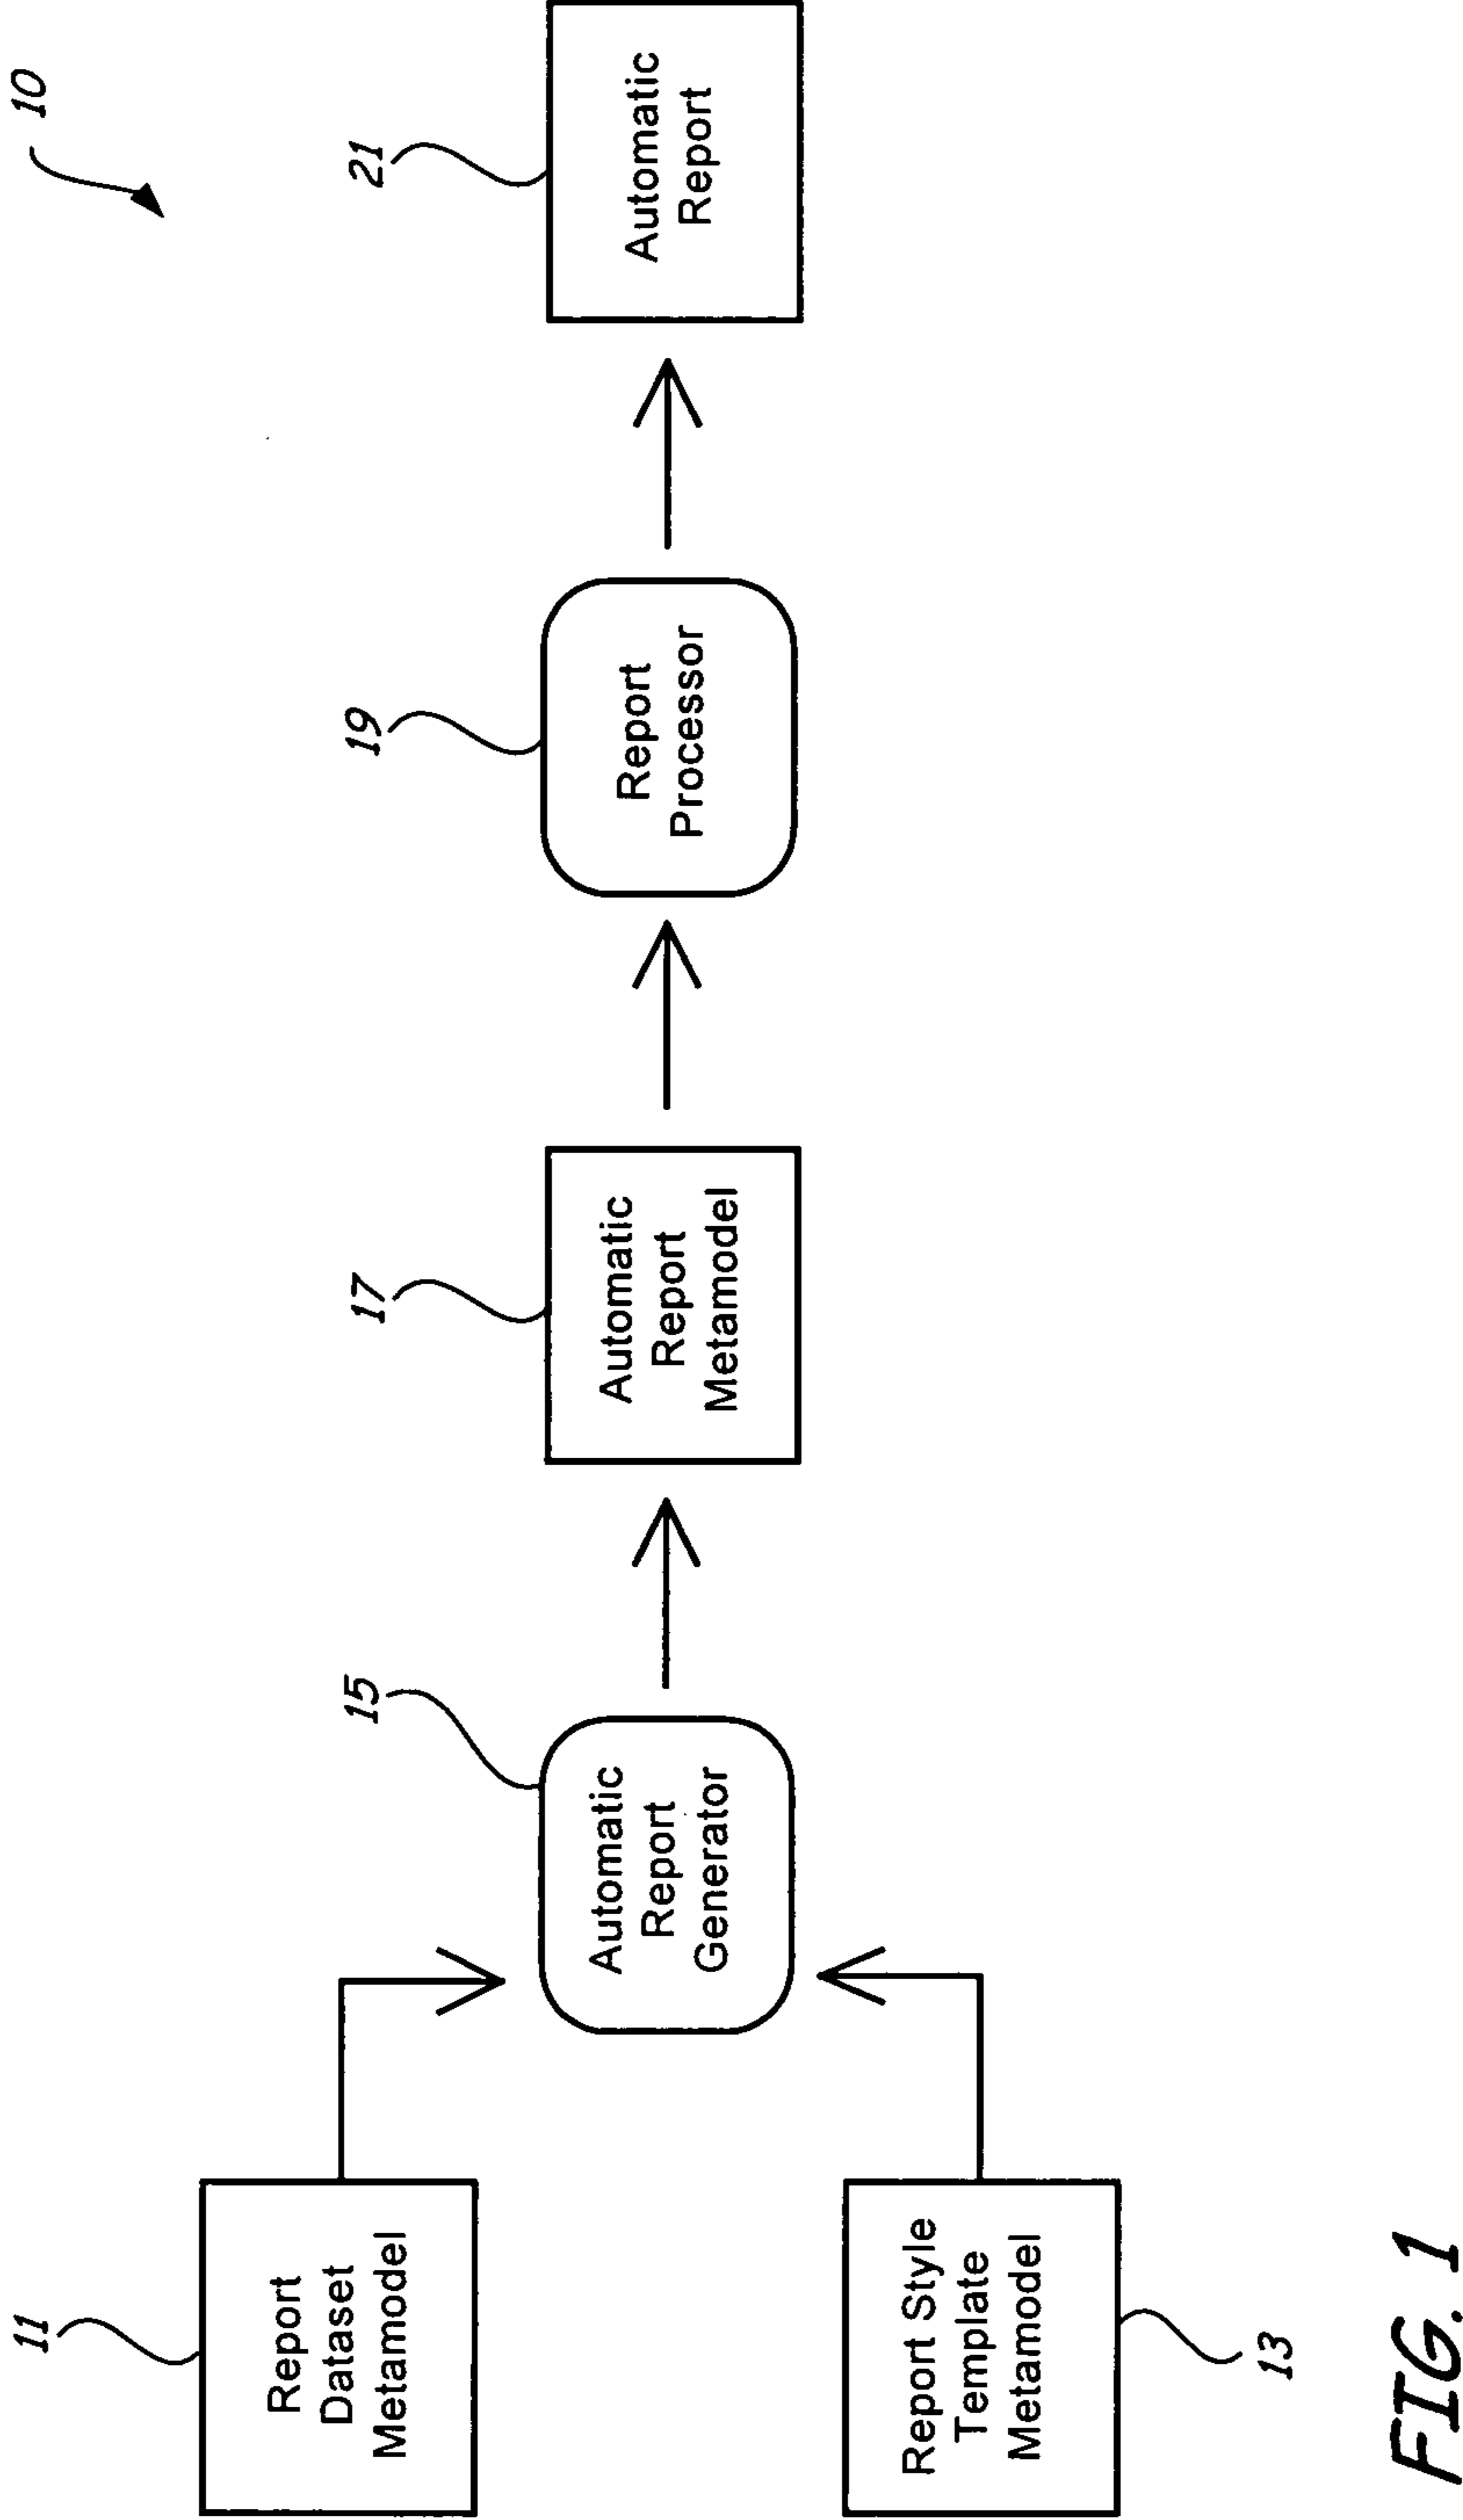 10
11
Report
Dataset
Metamodel
13
Report Style
Template
Metamodel
15
Automatic
Report
Generator
17
Automatic
Report
Metamodel
19
Report
Processor
21
Automatic
Report
FIG. 1